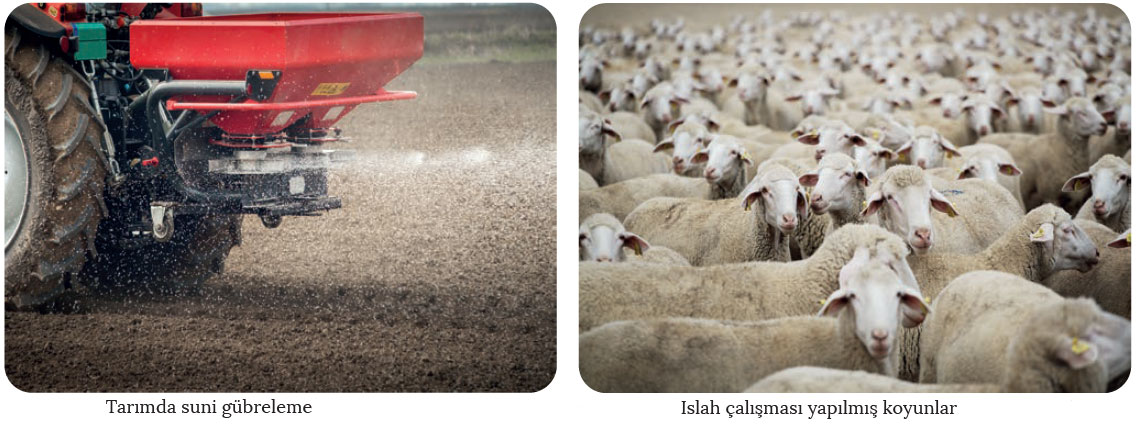 Tarımda suni gübreleme
Islah çalışması yapılmış koyunlar